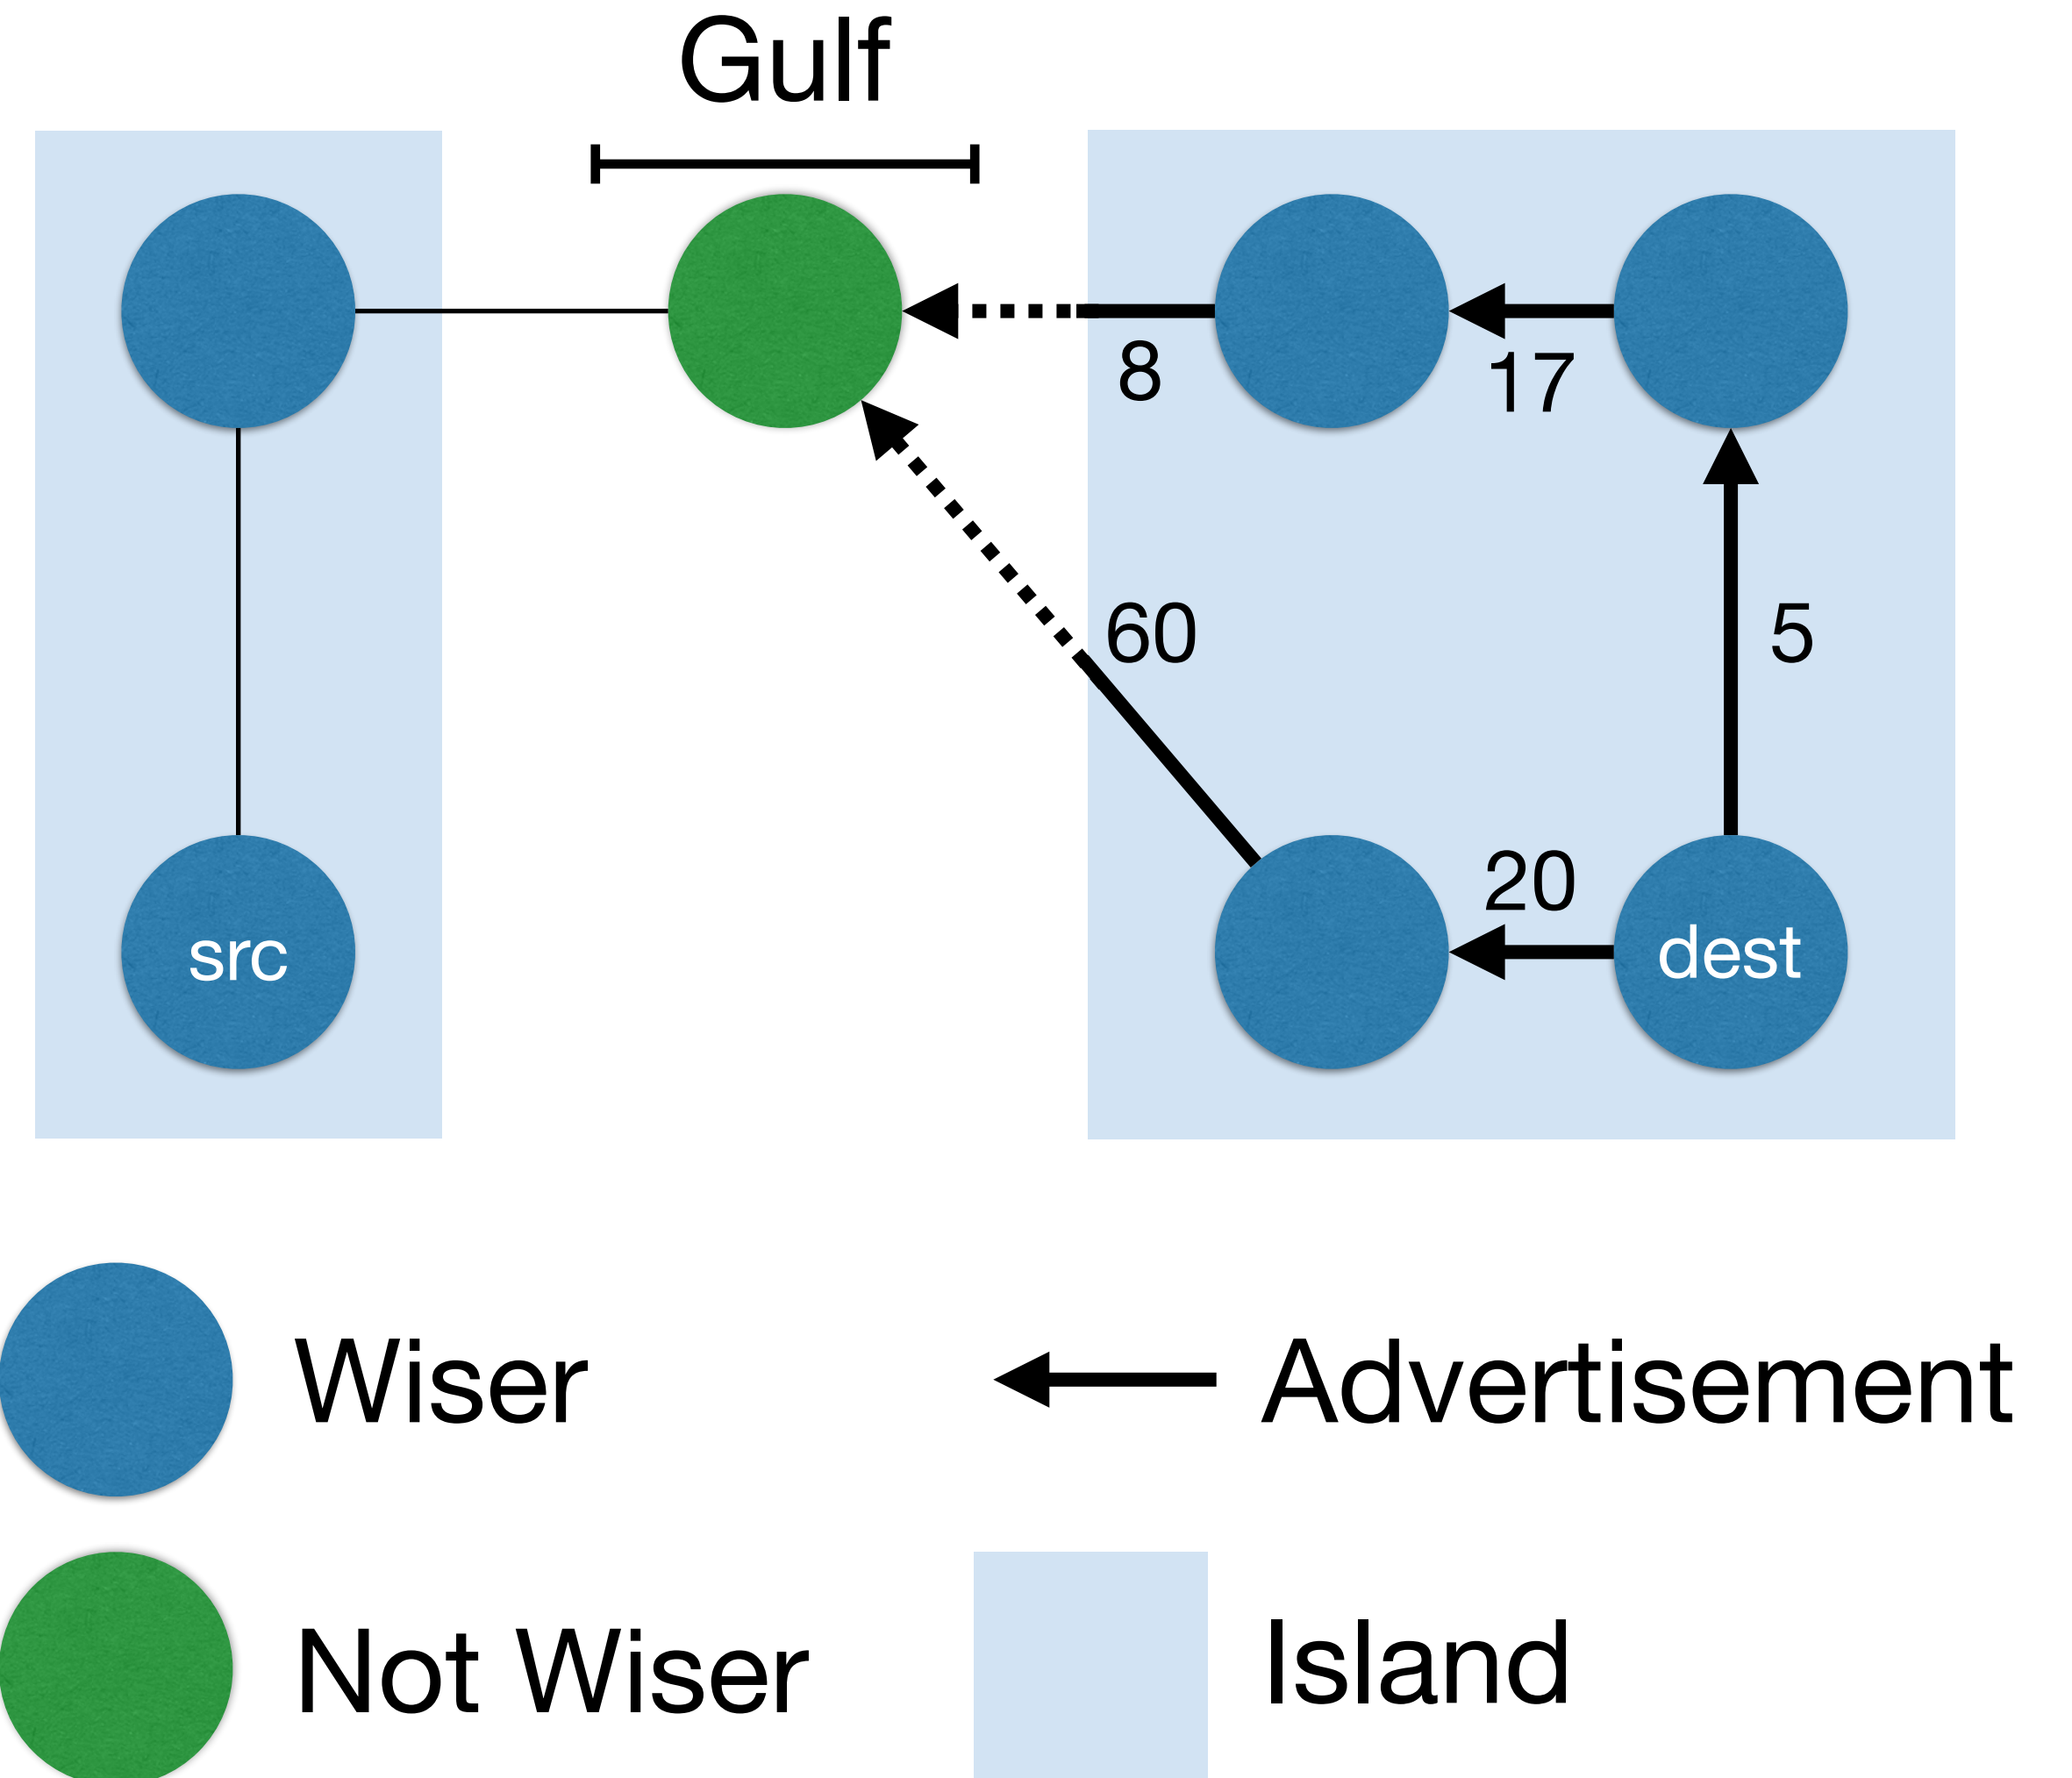 Gulf
8
17
60
5
20
src
dest
Wiser
Advertisement
Not Wiser
Island